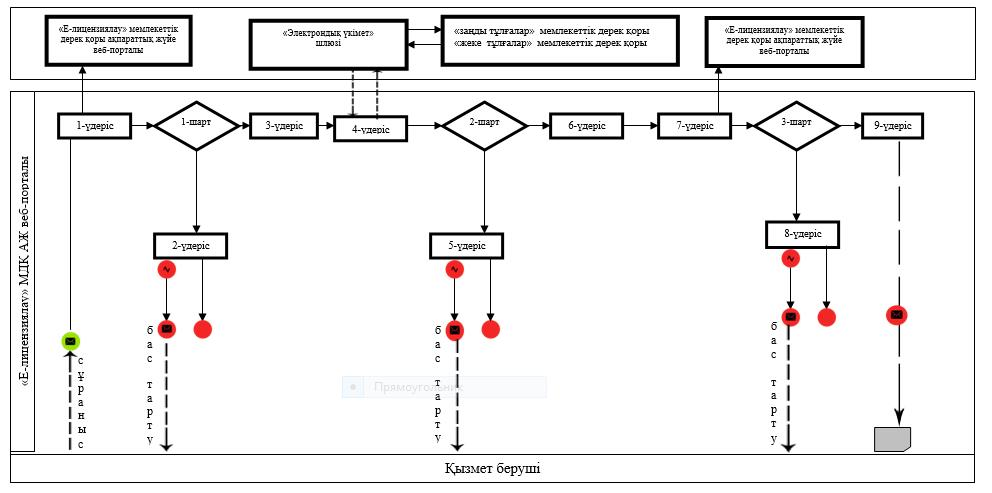 «Е-лицензиялау» мемлекеттік
дерек қоры ақпараттық жүйе
веб-порталы
«Электрондық үкімет»
шлюзі
«заңды тұлғалар» мемлекеттік дерек қоры
«жеке тұлғалар» мемлекеттік дерек қоры
«Е-лицензиялау» мемлекеттік
дерек қоры ақпараттық жүйе
веб-порталы
«Е-лицензиялау» МДҚ АЖ веб-порталы
1-үдеріс
1-шарт
3-үдеріс
4-үдеріс
2-шарт
6-үдеріс
7-үдеріс
3-шарт
9-үдеріс
2-үдеріс
5-үдеріс
8-үдеріс
сұраныс
бас тарту
бас тарту
бас тарту
Прямоугольник
Қызмет беруші